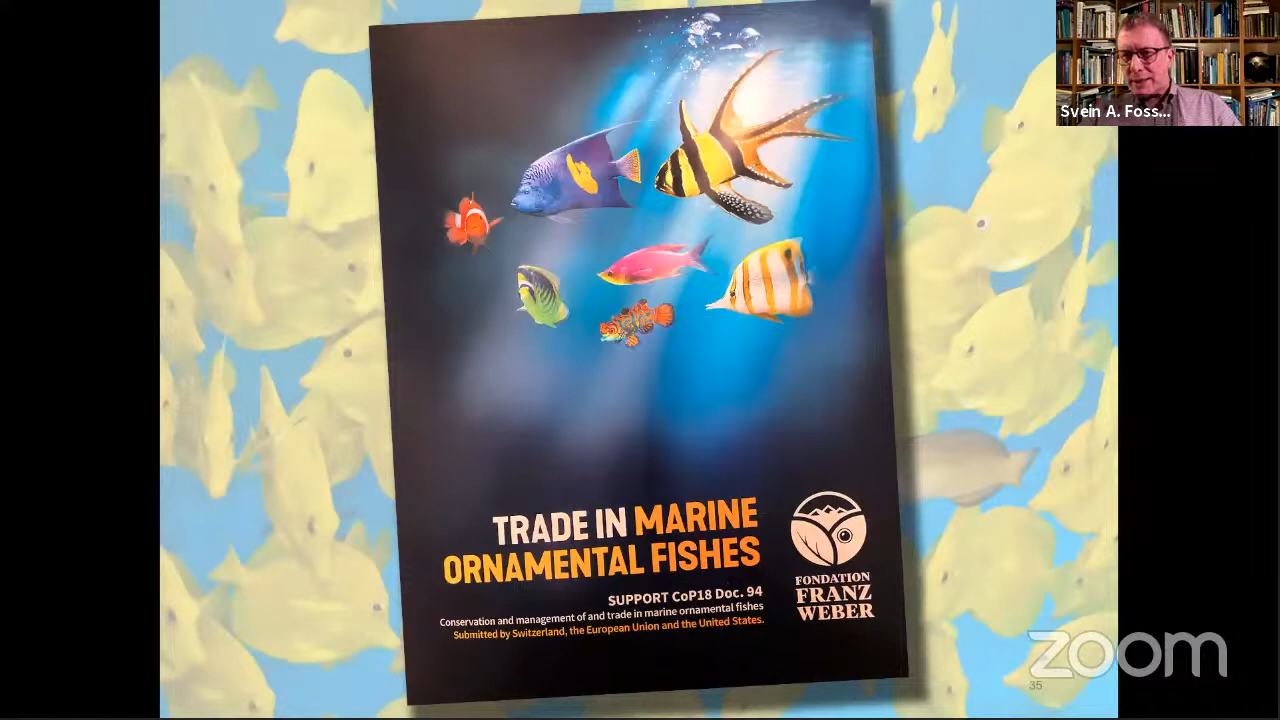 Svein A. Foss...
TRADE IN MARINE
ORNAMENTAL FISHES
SUPPORT CoP18 Doc. 94
Conservation and management of and trade in marine ornamental fishes
Submitted by Switzerland, the European Union and the United States.
FONDATION
FRANZ
WEBER
zoom
35